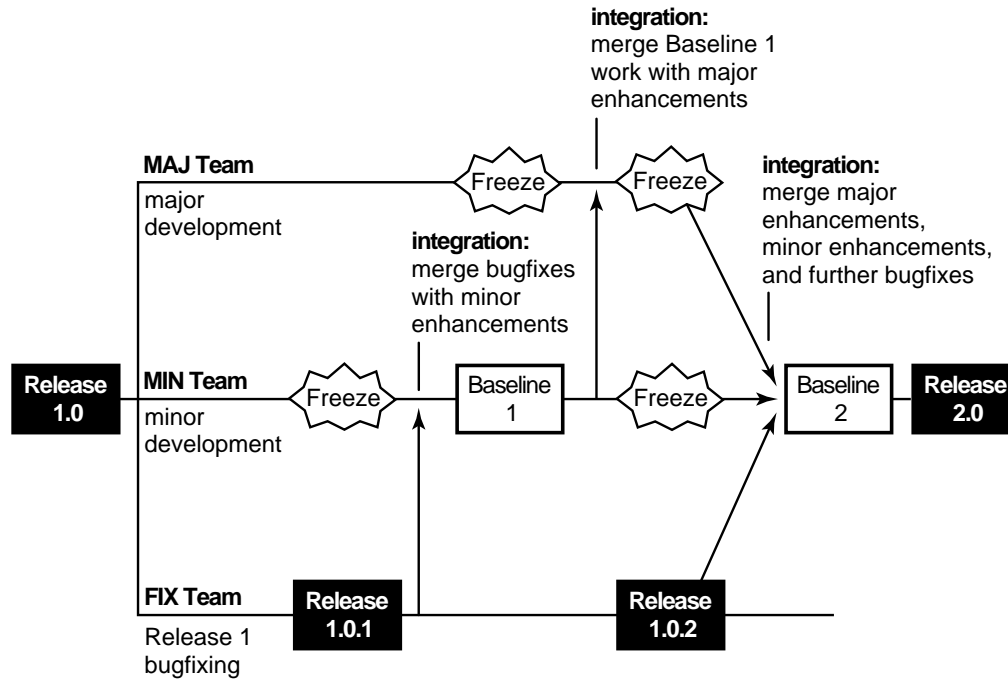 integration:
merge Baseline 1
work with major
enhancements
MAJ Team
major
development
Freeze
Freeze
integration:
merge major
enhancements,
minor enhancements,
and further bugfixes
integration:
merge bugfixes
with minor
enhancements
Release
1.0
MIN Team
minor
development
Freeze
Baseline
1
Freeze
Baseline
2
Release
2.0
FIX Team
Release 1
bugfixing
Release
1.0.1
Release
1.0.2